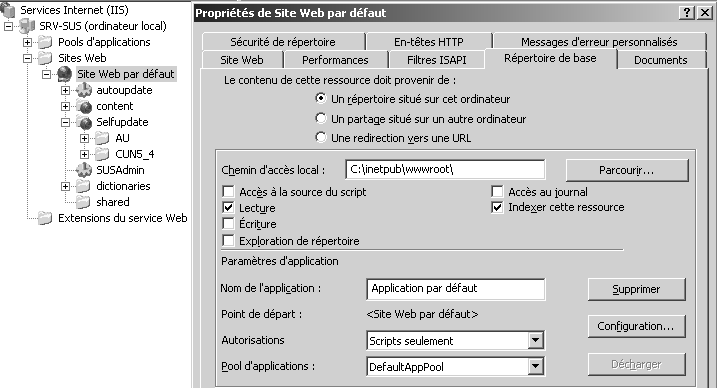 Services Internet (IIS)
SRV-SUS (ordinateur local)
Pools d'applications
Sites Web
Site Web par défaut
autoupdate
content
Selfupdate
AU
CUN5_4
SUSAdmin
dictionaries
shared
Extensions du service Web
Propriétés de Site Web par défaut
Sécurité de répertoire
En-têtes HTTP
Messages d'erreur personnalisés
Site Web
Performances
Filtres ISAPI
Répertoire de base
Documents
Le contenu de cette ressource doit provenir de :
Un répertoire situé sur cet ordinateur
Un partage situé sur un autre ordinateur
Une redirection vers une URL
Chemin d'accès local :
C:\inetpub\wwwroot\
Parcourir...
Accès à la source du script
Accès au journal
Lecture
Indexer cette ressource
Écriture
Exploration de répertoire
Paramètres d'application
Nom de l'application :
Application par défaut
Supprimer
Point de départ :
<Site Web par défaut>
Configuration...
Autorisations
Scripts seulement
Pool d'applications :
DefaultAppPool
Décharger